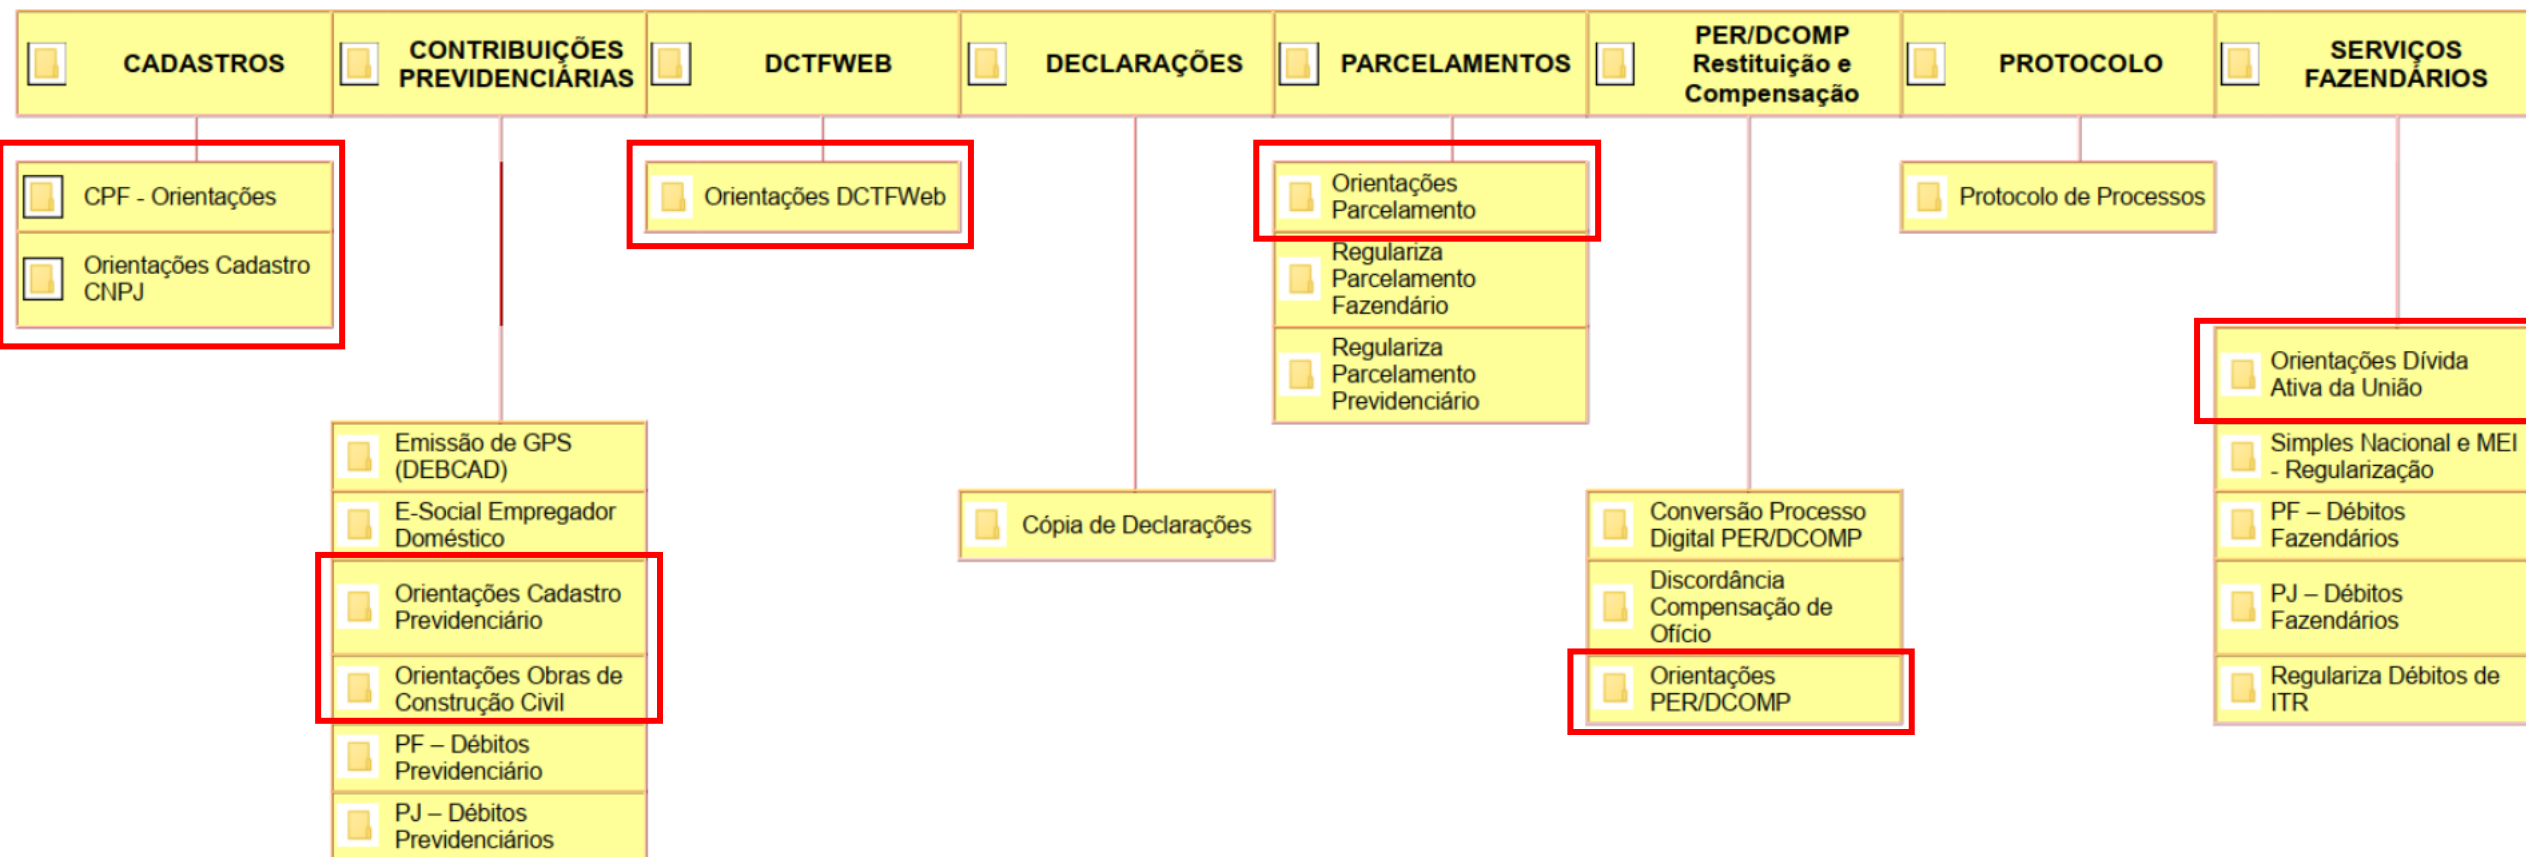 CADASTROS
CONTRIBUIÇÕES
PREVIDENCIÁRIAS
DCTFWEB
DECLARAÇÕES
PARCELAMENTOS
PER/DCOMP
Restituição e
Compensação
PROTOCOLO
SERVIÇOS
FAZENDÁRIOS
CPF - Orientações
Orientações Cadastro
CNPJ
Emissão de GPS
(DEBCAD)
E-Social Empregador
Doméstico
Orientações Cadastro
Previdenciário
Orientações Obras de
Construção Civil
PF – Débitos
Previdenciário
PJ – Débitos
Previdenciários
Orientações DCTFWeb
Cópia de Declarações
Orientações
Parcelamento
Regulariza
Parcelamento
Fazendário
Regulariza
Parcelamento
Previdenciário
Conversão Processo
Digital PER/DCOMP
Discordância
Compensação de
Ofício
Orientações
PER/DCOMP
Protocolo de Processos
Orientações Dívida
Ativa da União
Simples Nacional e MEI
- Regularização
PF – Débitos
Fazendários
PJ – Débitos
Fazendários
Regulariza Débitos de
ITR